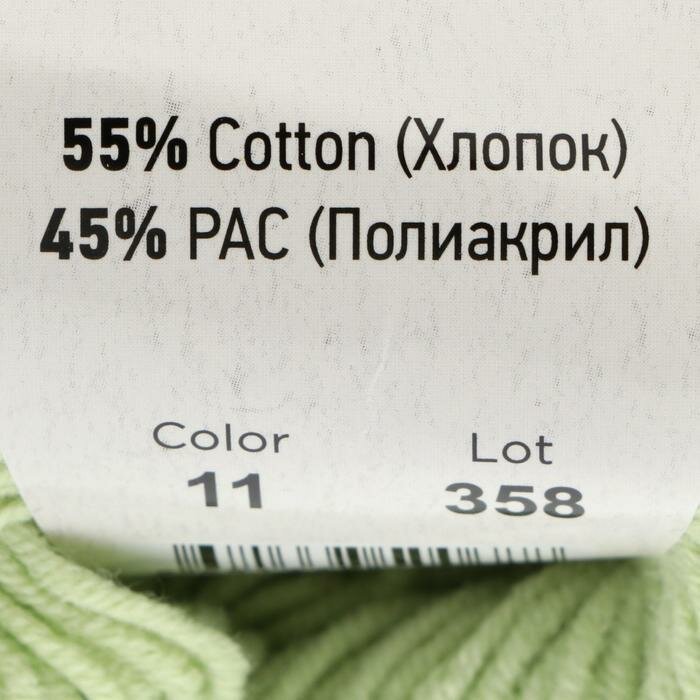 55% Cotton (Хлопок)
45% PAC (Полиакрил)
Color Lot
11 358